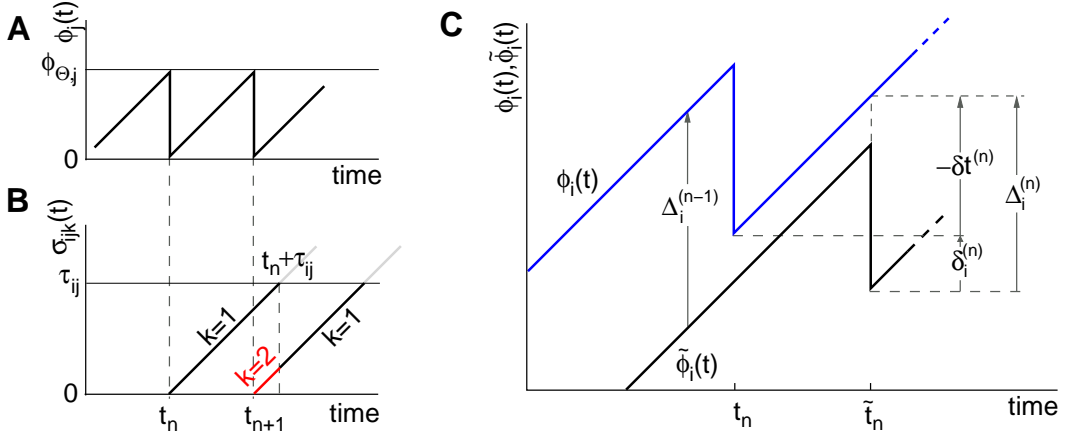 A
ϕj(t)
ϕΘ,j
0
time
B
σijk(t)
τij
tn+τij
k=1
k=2
k=1
0
tn
tn+1
time
C
ϕi(t),ϕ̃i(t)
ϕi(t)
Δi(n−1)
ϕ̃i(t)
−δt(n)
Δi(n)
δi(n)
tn
t̃n
time